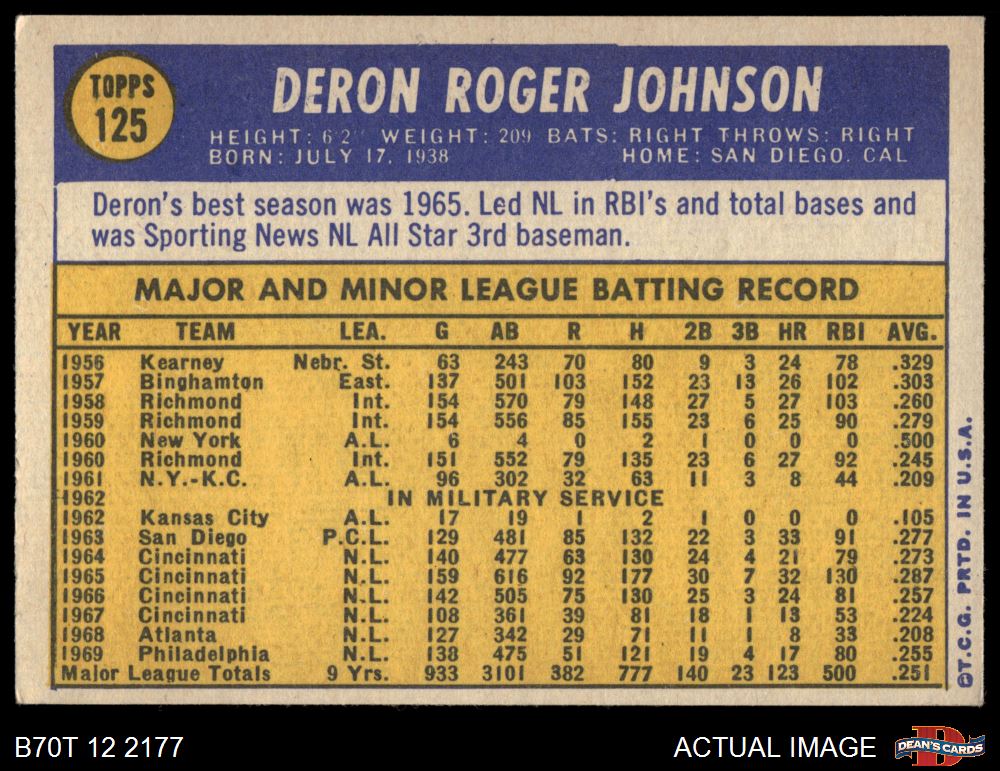 TOPPS
125
DERON ROGER JOHNSON
HEIGHT: 6'2" WEIGHT: 209 BATS: RIGHT THROWS: RIGHT
BORN: JULY 17, 1938 HOME: SAN DIEGO, CAL
Deron's best season was 1965. Led NL in RBI's and total bases and
was Sporting News NL All Star 3rd baseman.
MAJOR AND MINOR LEAGUE BATTING RECORD
YEAR TEAM LEA. G AB R H 2B 3B HR RBI AVG.
1956 Kearney Nebr. St. 63 243 70 80 9 3 24 78 .329
1957 Binghamton East. 137 501 103 152 23 13 26 102 .303
1958 Richmond Int. 154 570 79 148 27 5 27 103 .260
1959 Richmond Int. 154 556 85 155 23 6 25 90 .279
1960 New York A.L. 6 4 0 2 1 0 0 0 .500
1960 Richmond Int. 151 552 79 135 23 6 27 92 .245
1961 N.Y.-K.C. A.L. 96 302 32 63 11 3 8 44 .209
1962 IN MILITARY SERVICE
1962 Kansas City A.L. 17 19 1 2 1 0 0 0 .105
1963 San Diego P.C.L. 129 481 85 132 22 3 33 91 .277
1964 Cincinnati N.L. 140 477 63 130 24 4 21 79 .273
1965 Cincinnati N.L. 159 616 92 177 30 7 32 130 .287
1966 Cincinnati N.L. 142 505 75 130 25 3 24 81 .257
1967 Cincinnati N.L. 108 361 39 81 18 1 13 53 .224
1968 Atlanta N.L. 127 342 29 71 11 1 8 33 .208
1969 Philadelphia N.L. 138 475 51 121 19 4 17 80 .255
Major League Totals 9 Yrs. 933 3101 382 777 140 23 123 500 .251
©T.C.G. PRTD. IN U.S.A.
B70T 12 2177
ACTUAL IMAGE
DEAN'S CARDS